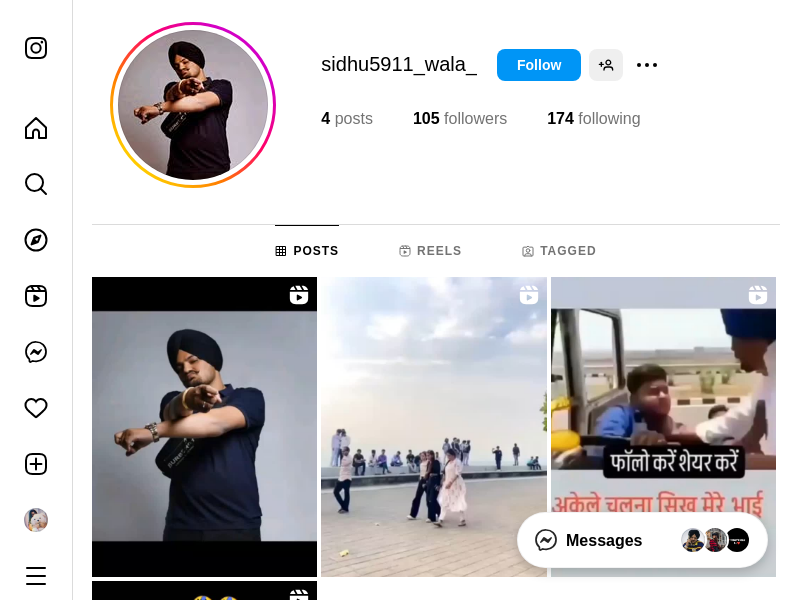 sidhu5911_wala_
Follow
4 posts
105 followers
174 following
POSTS
REELS
TAGGED
फॉलो करें शेयर करें
अकेले चलना सिख मेरे भाई
Messages